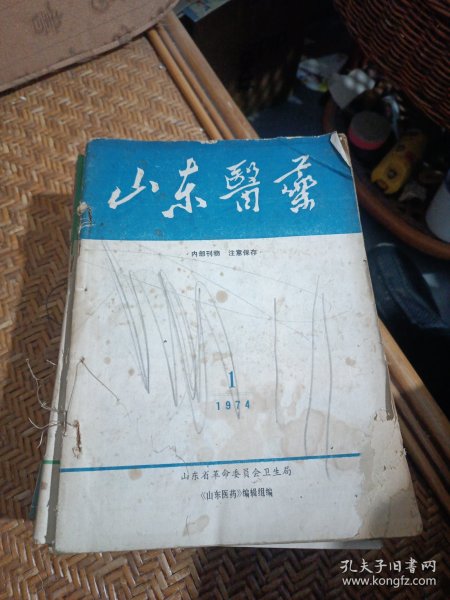 山东醫藥
内部刊物 注意保存
1
1974
山东省革命委员会卫生局
《山东医药》编辑组编
孔夫子旧书网
www.kongfz.com